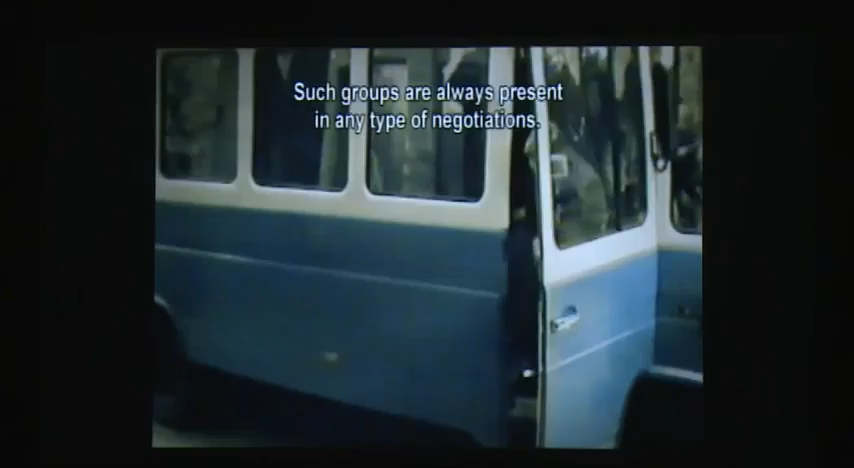 Such groups are always present
in any type of negotiations.